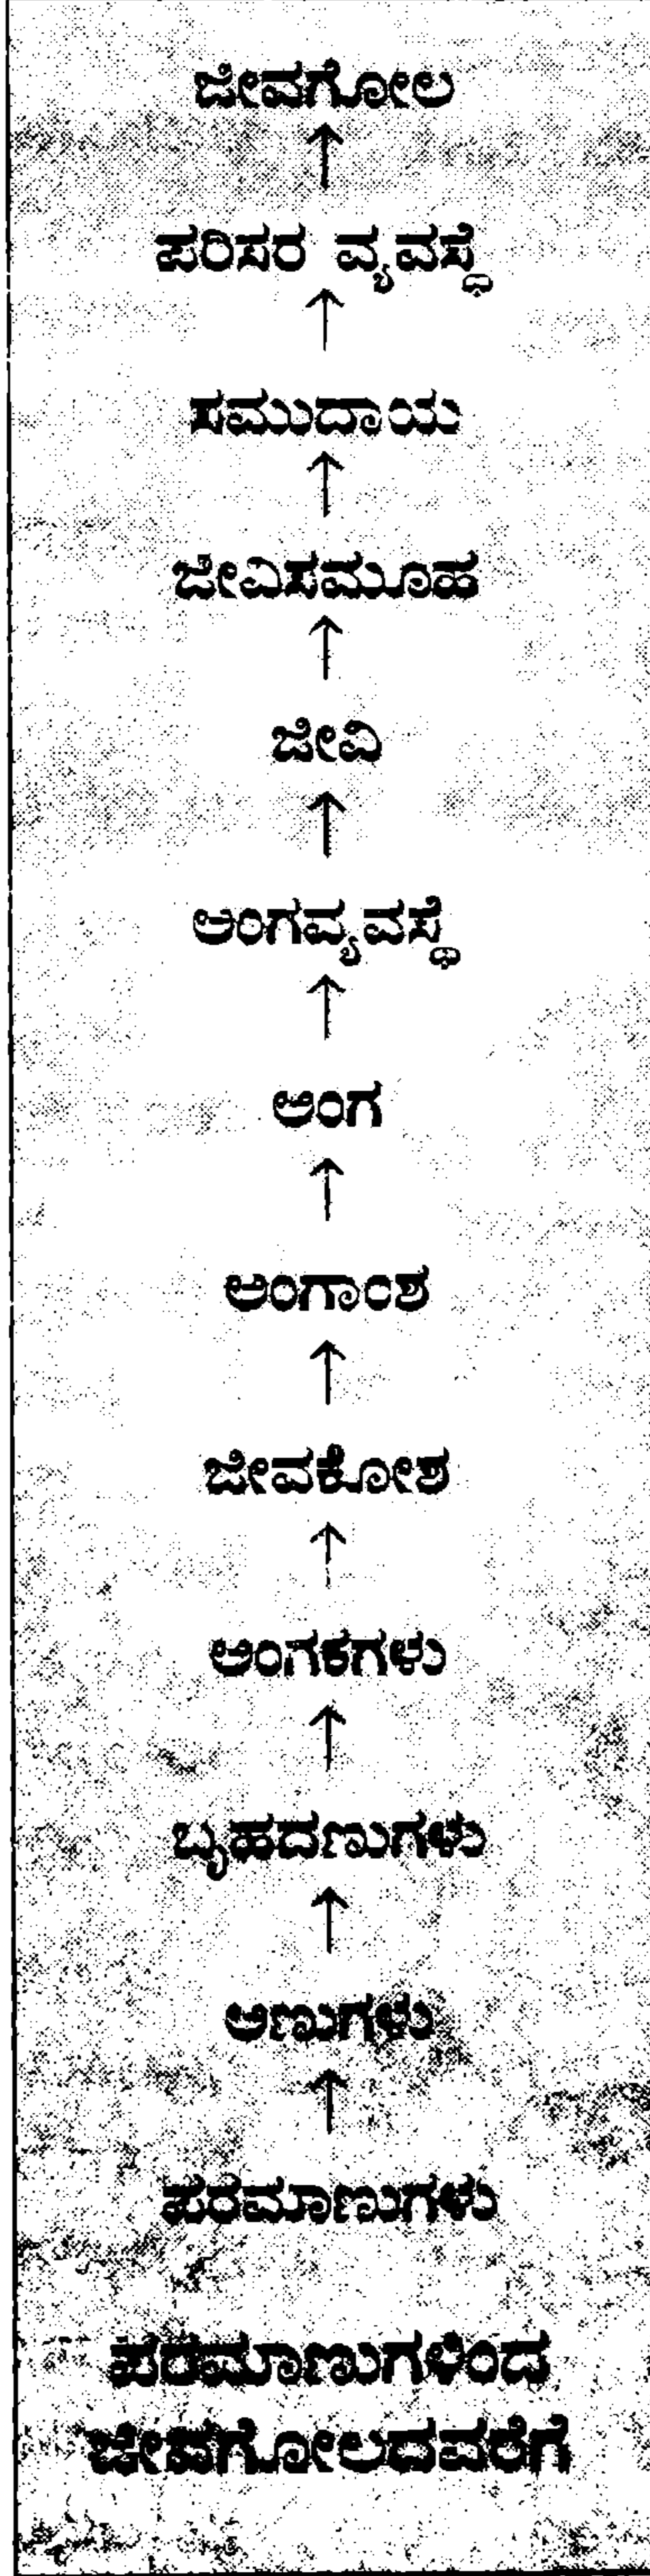 ಜೀವಗೋಲ
↑
ಪರಿಸರ ವ್ಯವಸ್ಥೆ
↑
ಸಮುದಾಯ
↑
ಜೀವಿಸಮೂಹ
↑
ಜೀವಿ
↑
ಅಂಗವ್ಯವಸ್ಥೆ
↑
ಅಂಗ
↑
ಅಂಗಾಂಶ
↑
ಜೀವಕೋಶ
↑
ಅಂಗಕಗಳು
↑
ಬೃಹದಣುಗಳು
↑
ಅಣುಗಳು
↑
ಪರಮಾಣುಗಳು
ಪರಮಾಣುಗಳಿಂದ
ಜೀವಗೋಲದವರೆಗೆ